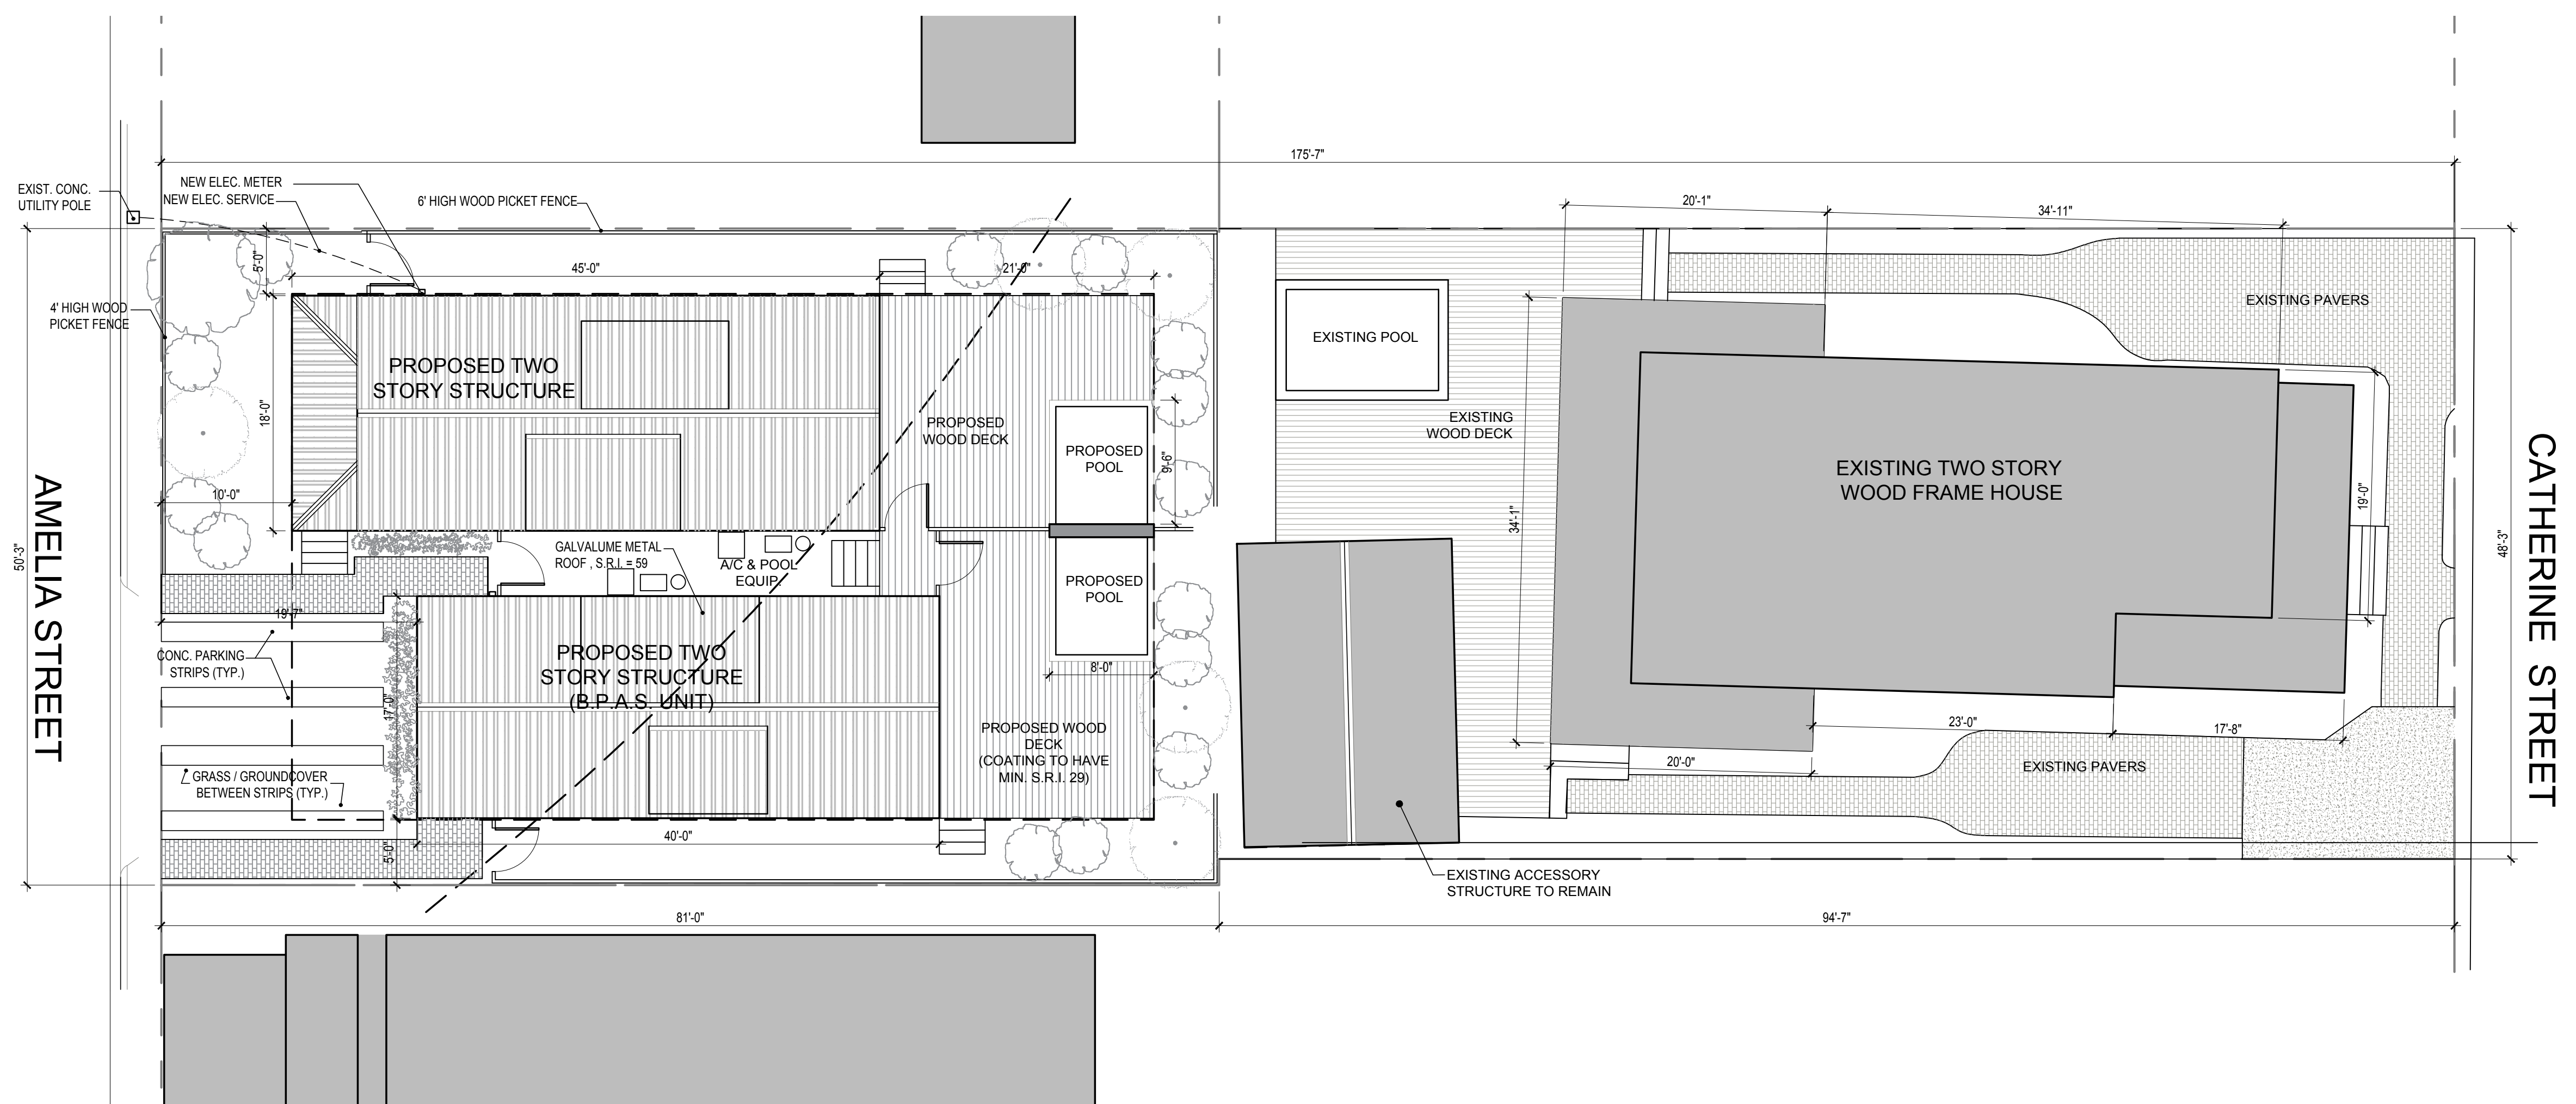 175'-7"
EXIST. CONC.
UTILITY POLE
NEW ELEC. METER
NEW ELEC. SERVICE
6' HIGH WOOD PICKET FENCE
20'-1"
34'-11"
5'-0"
45'-0"
21'-0"
4' HIGH WOOD
PICKET FENCE
EXISTING PAVERS
EXISTING POOL
PROPOSED TWO
STORY STRUCTURE
18'-0"
PROPOSED
WOOD DECK
EXISTING
WOOD DECK
PROPOSED
POOL
9'-6"
EXISTING TWO STORY
WOOD FRAME HOUSE
10'-0"
19'-0"
34'-1"
AMELIA STREET
50'-3"
CATHERINE STREET
48'-3"
GALVALUME METAL
ROOF , S.R.I. = 59
A/C & POOL
EQUIP.
PROPOSED
POOL
19'-7"
CONC. PARKING
STRIPS (TYP.)
PROPOSED TWO
STORY STRUCTURE
(B.P.A.S. UNIT)
17'-0"
8'-0"
PROPOSED WOOD
DECK
(COATING TO HAVE
MIN. S.R.I. 29)
23'-0"
17'-8"
20'-0"
EXISTING PAVERS
GRASS / GROUNDCOVER
BETWEEN STRIPS (TYP.)
40'-0"
5'-0"
EXISTING ACCESSORY
STRUCTURE TO REMAIN
81'-0"
94'-7"